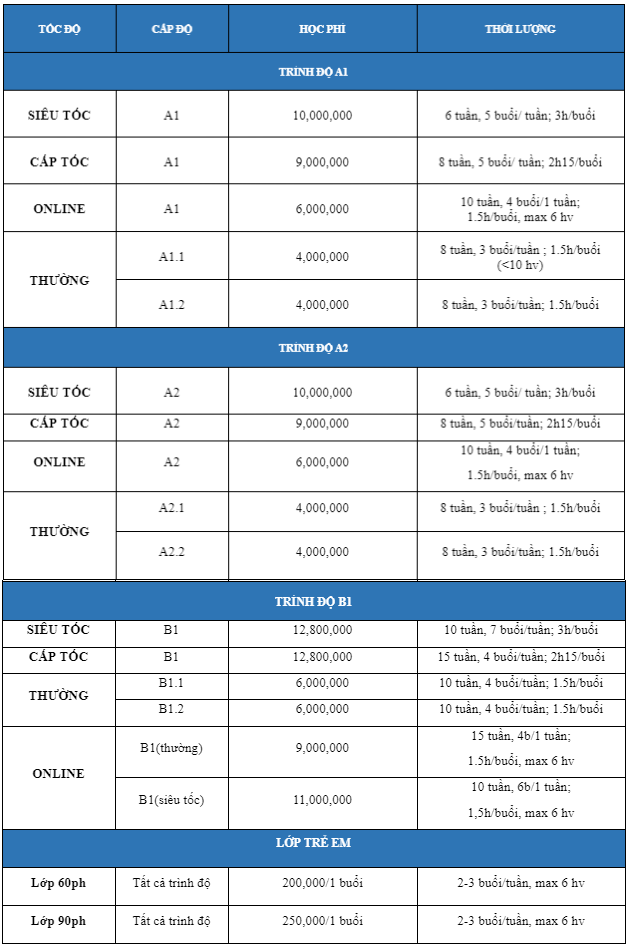 TỐC ĐỘ CẤP ĐỘ HỌC PHÍ THỜI LƯỢNG
TRÌNH ĐỘ A1
SIÊU TỐC A1 10,000,000 6 tuần, 5 buổi/ tuần; 3h/buổi
CẤP TỐC A1 9,000,000 8 tuần, 5 buổi/ tuần; 2h15/buổi
ONLINE A1 6,000,000 10 tuần, 4 buổi/1 tuần;
1.5h/buổi, max 6 hv
THƯỜNG A1.1 4,000,000 8 tuần, 3 buổi/tuần ; 1.5h/buổi
(<10 hv)
A1.2 4,000,000 8 tuần, 3 buổi/tuần; 1.5h/buổi
TRÌNH ĐỘ A2
SIÊU TỐC A2 10,000,000 6 tuần, 5 buổi/ tuần; 3h/buổi
CẤP TỐC A2 9,000,000 8 tuần, 5 buổi/tuần; 2h15/buổi
ONLINE A2 6,000,000 10 tuần, 4 buổi/1 tuần;
1.5h/buổi, max 6 hv
THƯỜNG A2.1 4,000,000 8 tuần, 3 buổi/tuần ; 1.5h/buổi
A2.2 4,000,000 8 tuần, 3 buổi/tuần; 1.5h/buổi
TRÌNH ĐỘ B1
SIÊU TỐC B1 12,800,000 10 tuần, 7 buổi/tuần; 3h/buổi
CẤP TỐC B1 12,800,000 15 tuần, 4 buổi/tuần; 2h15/buổi
THƯỜNG B1.1 6,000,000 10 tuần, 4 buổi/tuần; 1.5h/buổi
B1.2 6,000,000 10 tuần, 4 buổi/tuần; 1.5h/buổi
ONLINE B1(thường) 9,000,000 15 tuần, 4b/1 tuần;
1.5h/buổi, max 6 hv
B1(siêu tốc) 11,000,000 10 tuần, 6b/1 tuần;
1,5h/buổi, max 6 hv
LỚP TRẺ EM
Lớp 60ph Tất cả trình độ 200,000/1 buổi 2-3 buổi/tuần, max 6 hv
Lớp 90ph Tất cả trình độ 250,000/1 buổi 2-3 buổi/tuần, max 6 hv